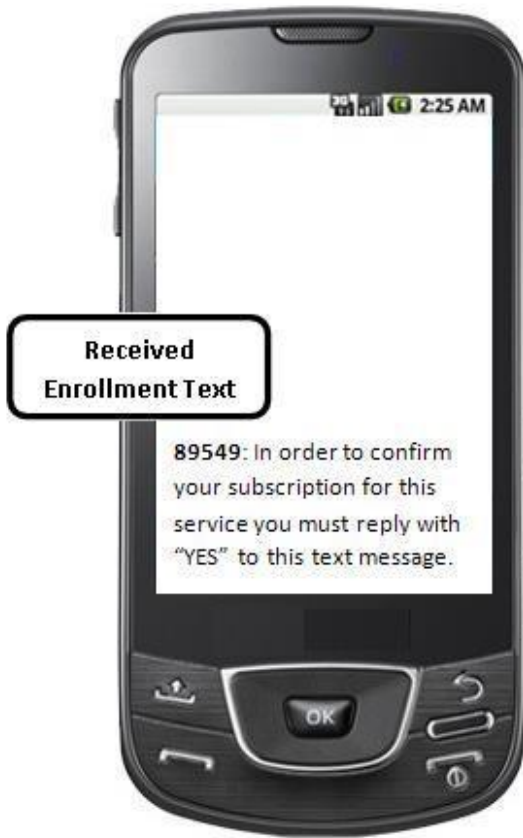 3G 2:25 AM
Received
Enrollment Text
89549: In order to confirm
your subscription for this
service you must reply with
“YES” to this text message.
OK